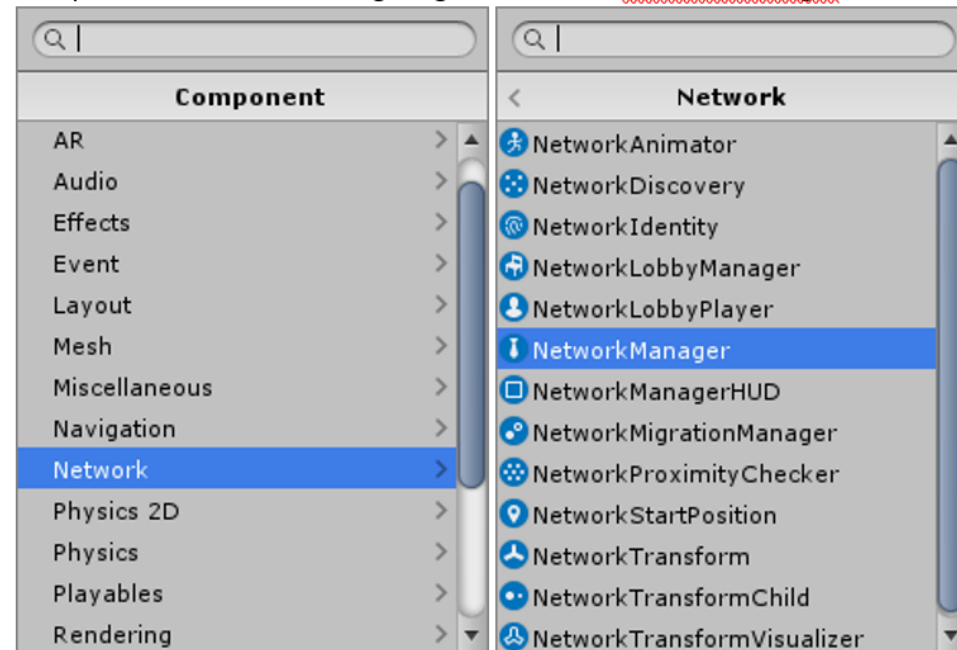 Component
AR
Audio
Effects
Event
Layout
Mesh
Miscellaneous
Navigation
Network
Physics 2D
Physics
Playables
Rendering
Network
NetworkAnimator
NetworkDiscovery
NetworkIdentity
NetworkLobbyManager
NetworkLobbyPlayer
NetworkManager
NetworkManagerHUD
NetworkMigrationManager
NetworkProximityChecker
NetworkStartPosition
NetworkTransform
NetworkTransformChild
NetworkTransformVisualizer